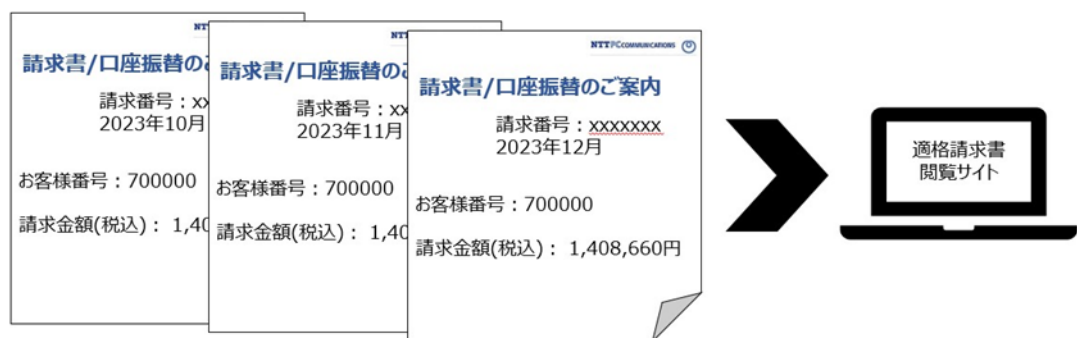 NT
請求書/口座振替のご
請求番号：xx
2023年10月
お客様番号：700000
請求金額(税込)： 1,40
NT
請求書/口座振替のご
請求番号：xx
2023年11月
お客様番号：700000
請求金額(税込)： 1,40
NTTPC COMMUNICATIONS
請求書/口座振替のご案内
請求番号：xxxxxxx
2023年12月
お客様番号：700000
請求金額(税込)： 1,408,660円
適格請求書
閲覧サイト